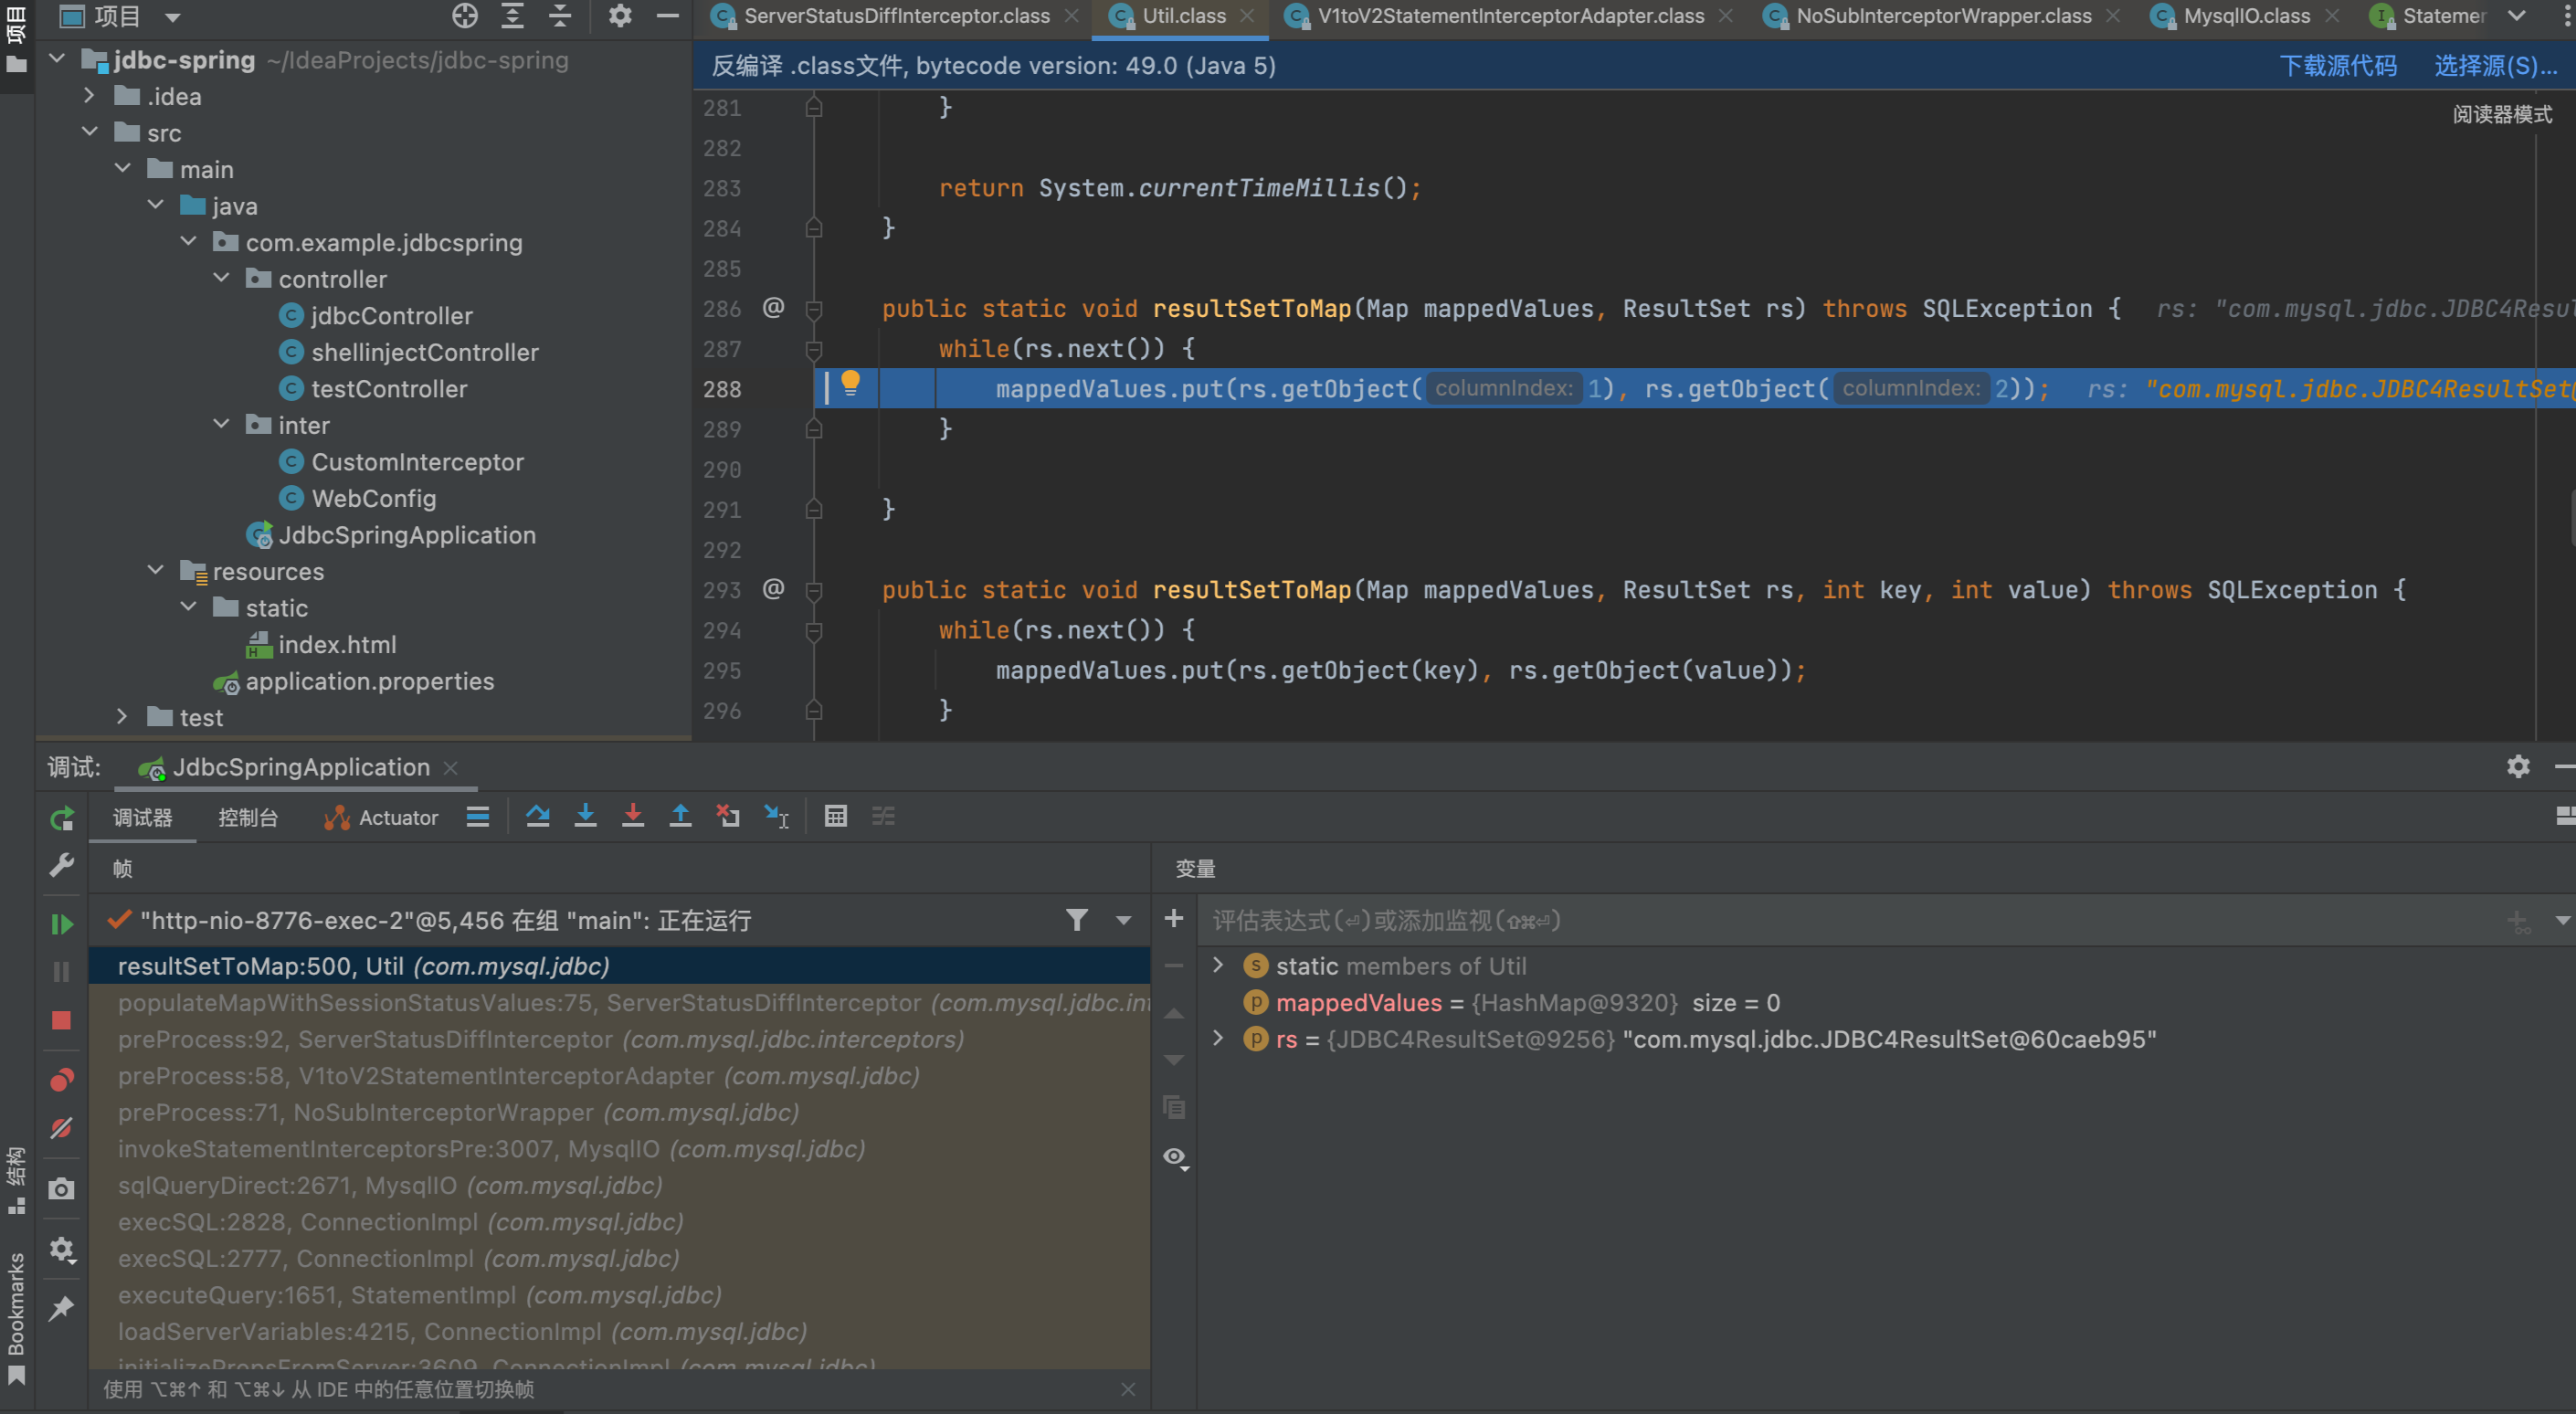 项目
ServerStatusDiffInterceptor.class
Util.class
V1toV2StatementInterceptorAdapter.class
NoSubInterceptorWrapper.class
MysqlIO.class
Statemer
项目
jdbc-spring ~/IdeaProjects/jdbc-spring
.idea
src
main
java
com.example.jdbcspring
controller
jdbcController
shellinjectController
testController
inter
CustomInterceptor
WebConfig
JdbcSpringApplication
resources
static
index.html
application.properties
test
反编译 .class文件, bytecode version: 49.0 (Java 5)
下载源代码 选择源(S)...
阅读器模式
281 }
282
283 return System.currentTimeMillis();
284 }
285
286 @ public static void resultSetToMap(Map mappedValues, ResultSet rs) throws SQLException { rs: "com.mysql.jdbc.JDBC4Resul
287 while(rs.next()) {
288 mappedValues.put(rs.getObject( columnIndex: 1), rs.getObject( columnIndex: 2)); rs: "com.mysql.jdbc.JDBC4ResultSet@
289 }
290
291 }
292
293 @ public static void resultSetToMap(Map mappedValues, ResultSet rs, int key, int value) throws SQLException {
294 while(rs.next()) {
295 mappedValues.put(rs.getObject(key), rs.getObject(value));
296 }
调试: JdbcSpringApplication
调试器 控制台 Actuator
帧
变量
"http-nio-8776-exec-2"@5,456 在组 "main": 正在运行
评估表达式(⏎)或添加监视(⇧⌘⏎)
resultSetToMap:500, Util (com.mysql.jdbc)
populateMapWithSessionStatusValues:75, ServerStatusDiffInterceptor (com.mysql.jdbc.int
preProcess:92, ServerStatusDiffInterceptor (com.mysql.jdbc.interceptors)
preProcess:58, V1toV2StatementInterceptorAdapter (com.mysql.jdbc)
preProcess:71, NoSubInterceptorWrapper (com.mysql.jdbc)
invokeStatementInterceptorsPre:3007, MysqlIO (com.mysql.jdbc)
sqlQueryDirect:2671, MysqlIO (com.mysql.jdbc)
execSQL:2828, ConnectionImpl (com.mysql.jdbc)
execSQL:2777, ConnectionImpl (com.mysql.jdbc)
executeQuery:1651, StatementImpl (com.mysql.jdbc)
loadServerVariables:4215, ConnectionImpl (com.mysql.jdbc)
initializePropsFromServer:3609, ConnectionImpl (com.mysql.jdbc)
static members of Util
mappedValues = {HashMap@9320} size = 0
rs = {JDBC4ResultSet@9256} "com.mysql.jdbc.JDBC4ResultSet@60caeb95"
使用 ⌥⌘↑ 和 ⌥⌘↓ 从 IDE 中的任意位置切换帧
结构
Bookmarks